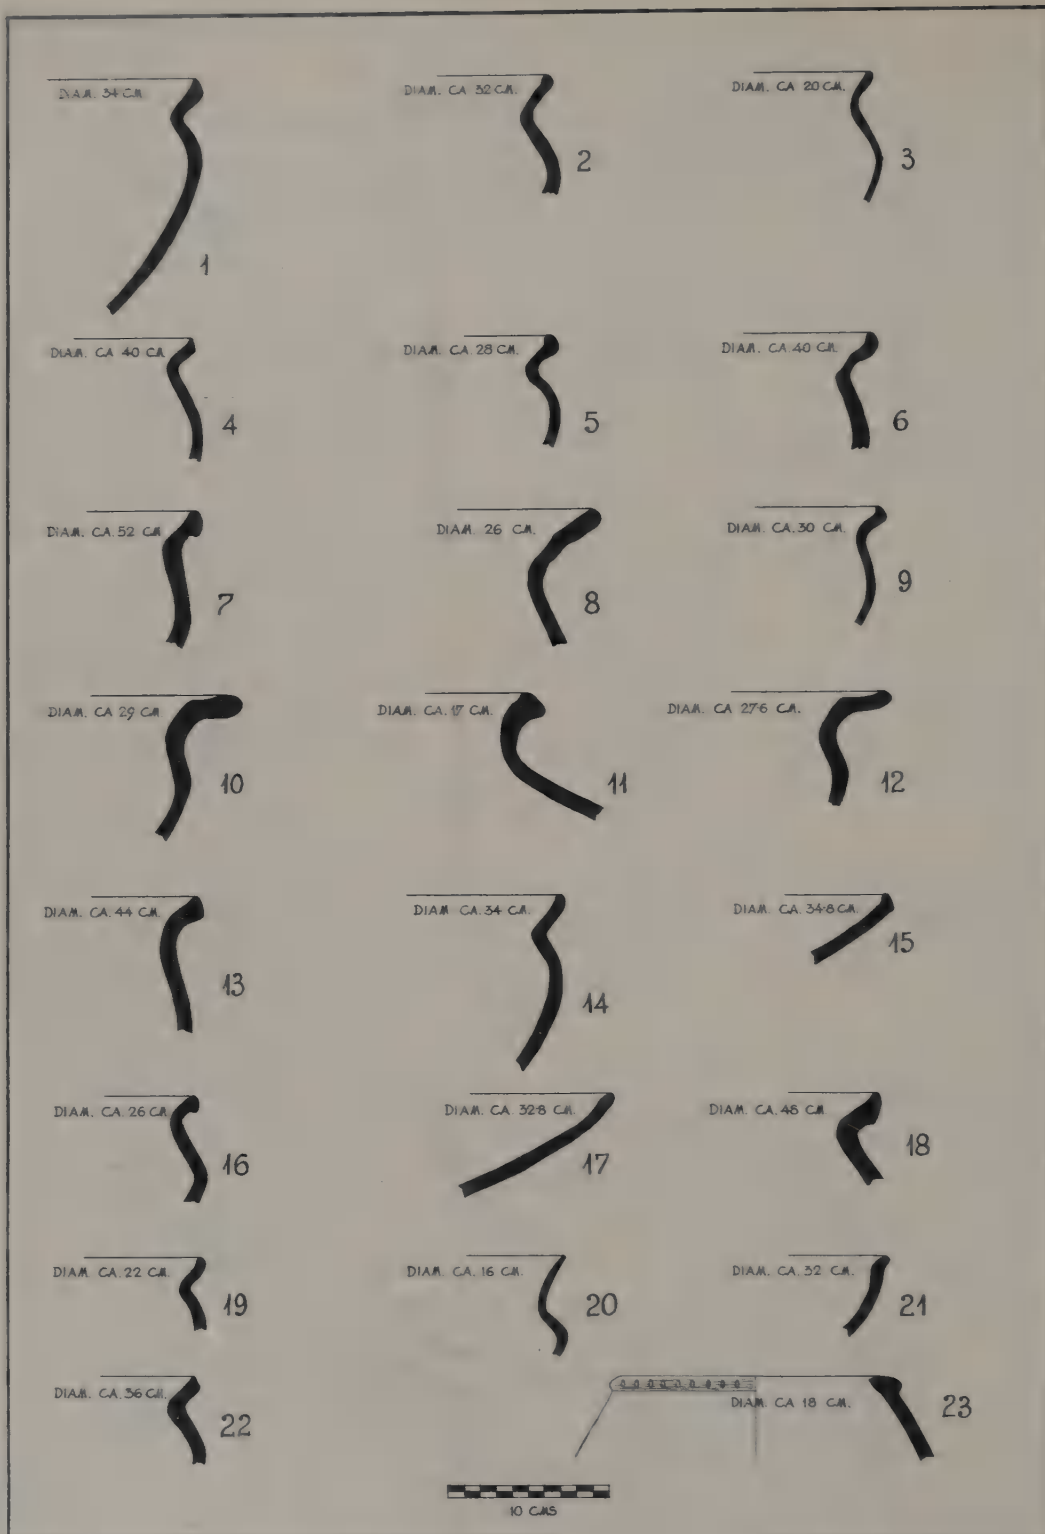 DIAM. 34 CM.
1
DIAM. CA 32 CM.
2
DIAM. CA 20 CM.
3
DIAM. CA 40 CM.
4
DIAM. CA. 28 CM.
5
DIAM. CA. 40 CM.
6
DIAM. CA. 52 CM.
7
DIAM. 26 CM.
8
DIAM. CA. 30 CM.
9
DIAM. CA 29 CM.
10
DIAM. CA. 17 CM.
11
DIAM. CA 27·6 CM.
12
DIAM. CA. 44 CM.
13
DIAM. CA. 34 CM.
14
DIAM. CA. 34·8 CM.
15
DIAM. CA. 26 CM.
16
DIAM. CA. 32·8 CM.
17
DIAM. CA. 48 CM.
18
DIAM. CA. 22 CM.
19
DIAM. CA. 16 CM.
20
DIAM. CA. 32 CM.
21
DIAM. CA. 36 CM.
22
DIAM. CA 18 CM.
23
10 CMS